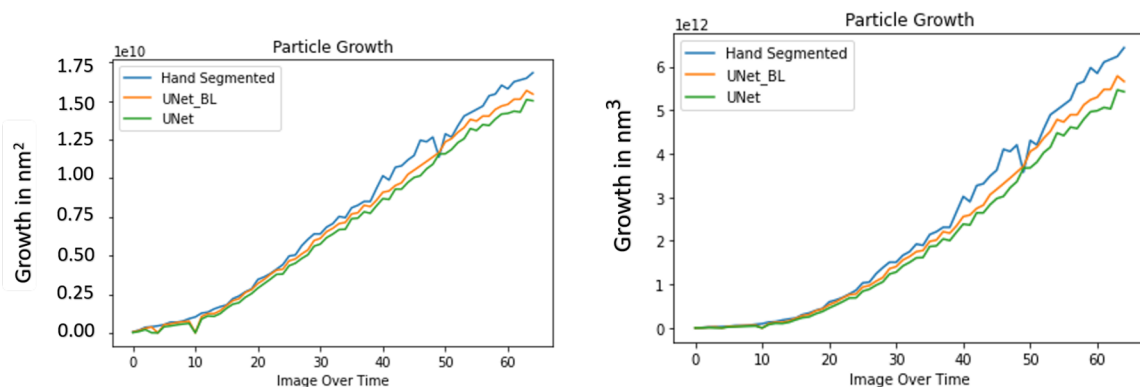 1e10
Particle Growth
Growth in nm²
1.75
1.50
1.25
1.00
0.75
0.50
0.25
0.00
Hand Segmented
UNet_BL
UNet
0 10 20 30 40 50 60
Image Over Time
1e12
Particle Growth
Growth in nm³
6
5
4
3
2
1
0
Hand Segmented
UNet_BL
UNet
0 10 20 30 40 50 60
Image Over Time